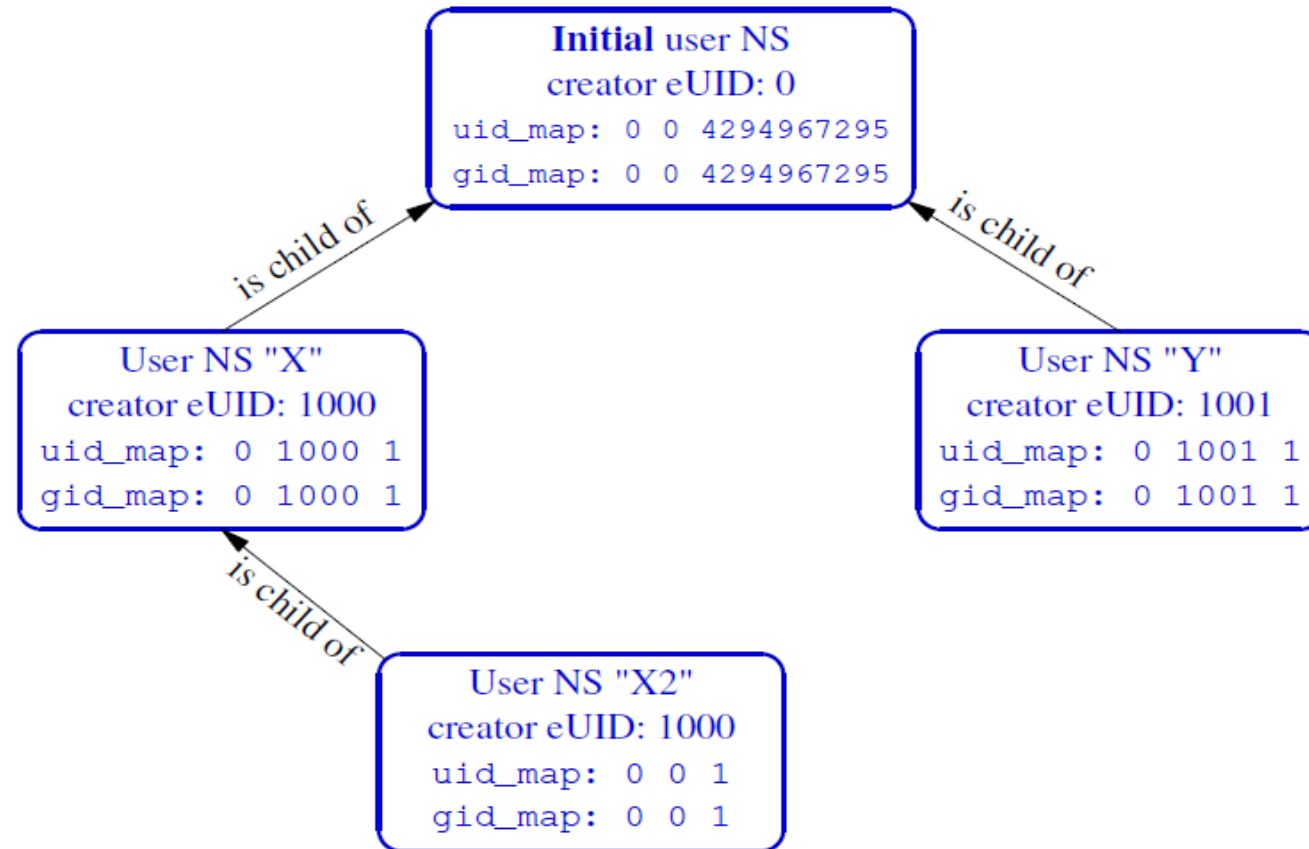 Initial user NS
creator eUID: 0
uid_map: 0 0 4294967295
gid_map: 0 0 4294967295
is child of
is child of
User NS "X"
creator eUID: 1000
uid_map: 0 1000 1
gid_map: 0 1000 1
User NS "Y"
creator eUID: 1001
uid_map: 0 1001 1
gid_map: 0 1001 1
is child of
User NS "X2"
creator eUID: 1000
uid_map: 0 0 1
gid_map: 0 0 1